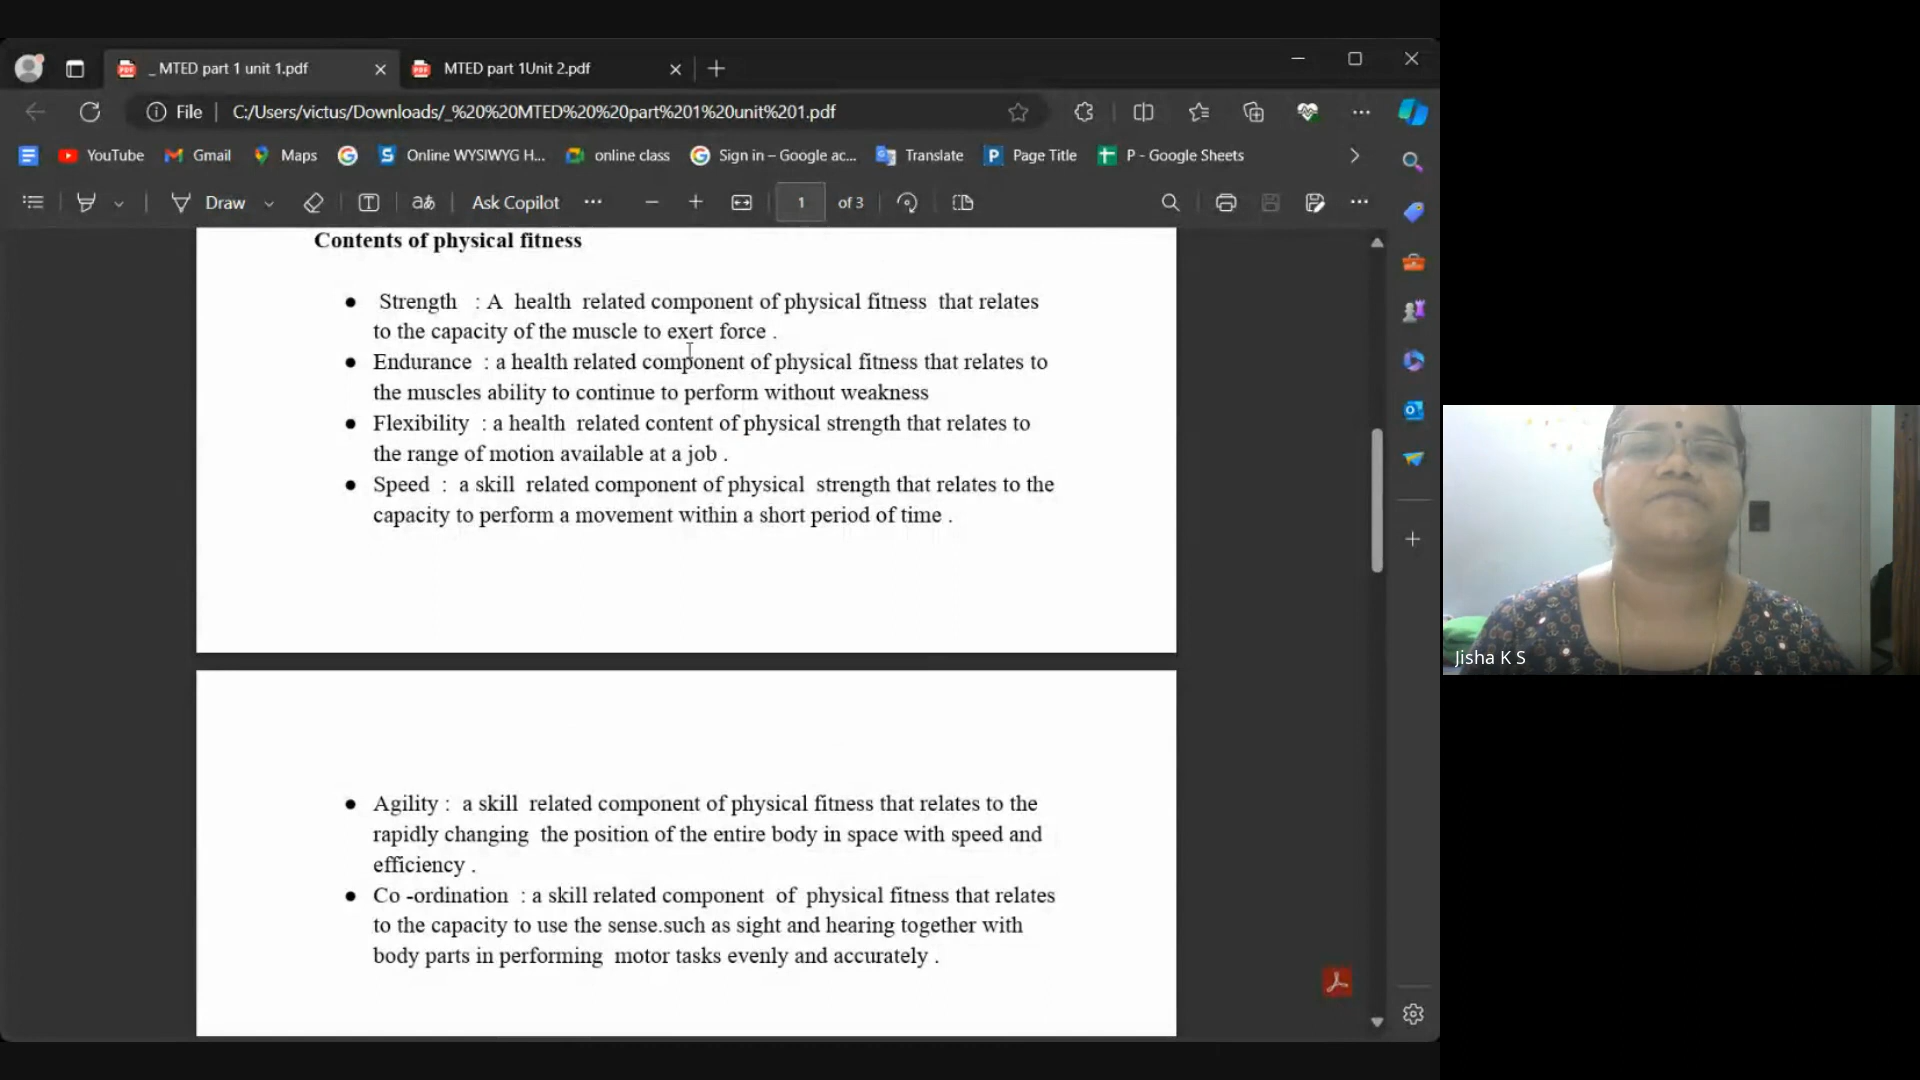 _ MTED part 1 unit 1.pdf
MTED part 1Unit 2.pdf
File
C:/Users/victus/Downloads/_%20%20MTED%20%20part%201%20unit%201.pdf
YouTube
Gmail
Maps
Online WYSIWYG H...
online class
Sign in – Google ac...
Translate
Page Title
P - Google Sheets
Draw
Ask Copilot
1
of 3
Contents of physical fitness
● Strength : A health related component of physical fitness that relates
to the capacity of the muscle to exert force .
● Endurance : a health related component of physical fitness that relates to
the muscles ability to continue to perform without weakness
● Flexibility : a health related content of physical strength that relates to
the range of motion available at a job .
● Speed : a skill related component of physical strength that relates to the
capacity to perform a movement within a short period of time .
● Agility : a skill related component of physical fitness that relates to the
rapidly changing the position of the entire body in space with speed and
efficiency .
● Co -ordination : a skill related component of physical fitness that relates
to the capacity to use the sense.such as sight and hearing together with
body parts in performing motor tasks evenly and accurately .
Jisha K S